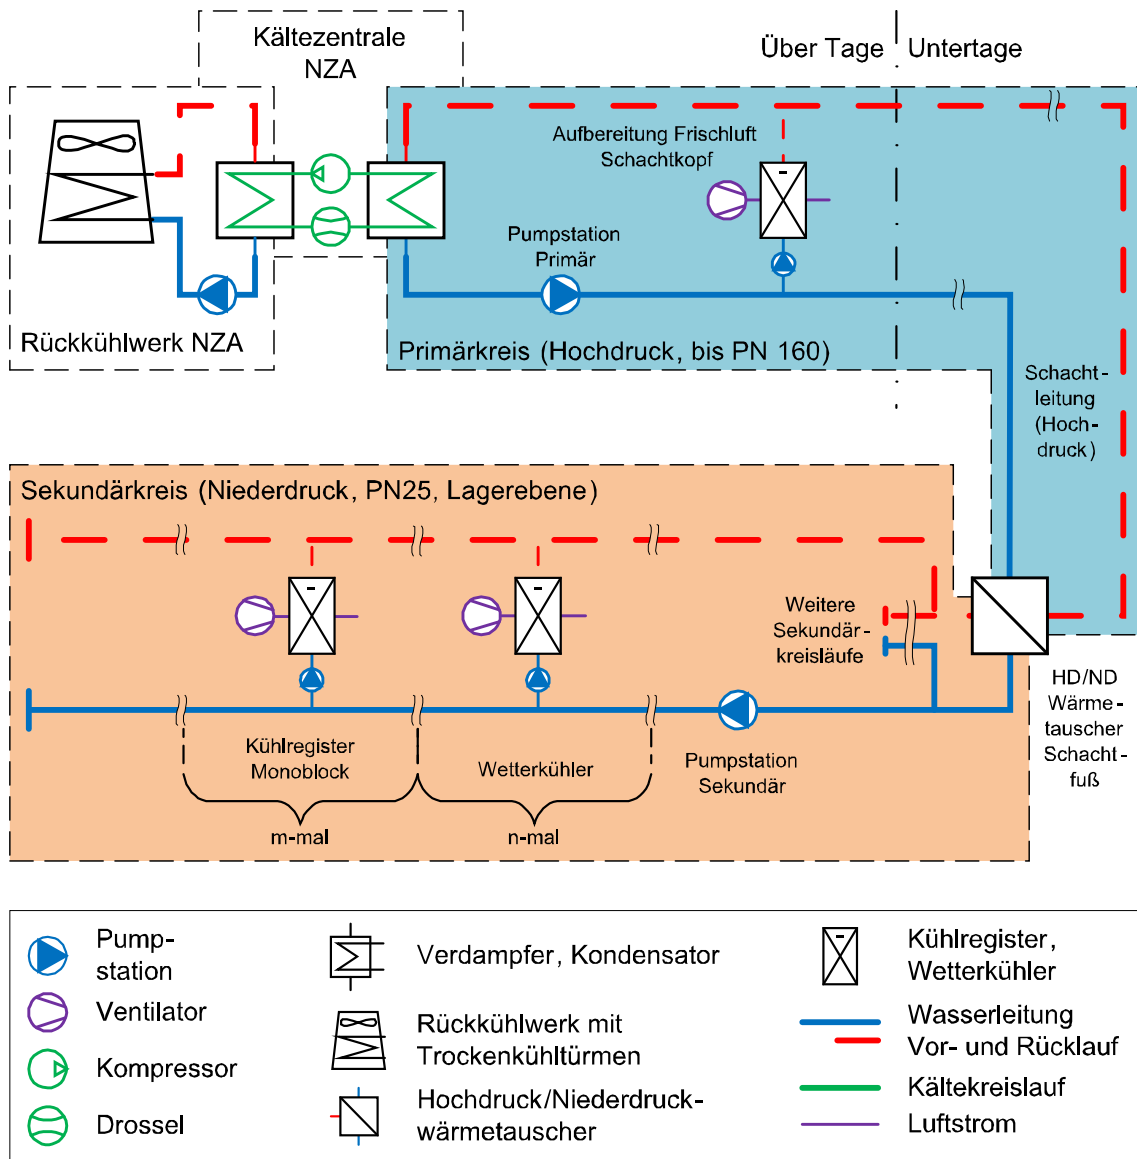 Kältezentrale
NZA
Über Tage
Untertage
Aufbereitung Frischluft
Schachtkopf
Pumpstation
Primär
Rückkühlwerk NZA
Primärkreis (Hochdruck, bis PN 160)
Schacht-
leitung
(Hoch-
druck)
Sekundärkreis (Niederdruck, PN25, Lagerebene)
Weitere
Sekundär-
kreisläufe
HD/ND
Wärme-
tauscher
Schacht-
fuß
Kühlregister
Monoblock
Wetterkühler
Pumpstation
Sekundär
m-mal
n-mal
Pump-
station
Ventilator
Kompressor
Drossel
Verdampfer, Kondensator
Rückkühlwerk mit
Trockenkühltürmen
Hochdruck/Niederdruck-
wärmetauscher
Kühlregister,
Wetterkühler
Wasserleitung
Vor- und Rücklauf
Kältekreislauf
Luftstrom